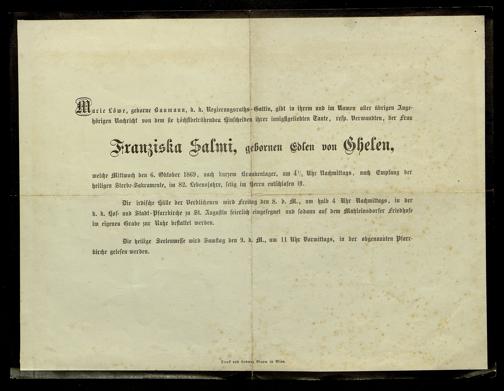 Marie Löwe, geborne Baumann, k. k. Regierungsraths-Gattin, gibt in ihrem und im Namen aller übrigen Ange-
hörigen Nachricht von dem sie höchstbetrübenden Hinscheiden ihrer innigstgeliebten Tante, resp. Verwandten, der Frau
Franziska Salmi, gebornen Edlen von Ghelen,
welche Mittwoch den 6. Oktober 1869, nach kurzem Krankenlager, um 4½ Uhr Nachmittags, nach Empfang der
heiligen Sterbe-Sakramente, im 82. Lebensjahre, selig im Herrn entschlafen ist.
Die irdische Hülle der Verblichenen wird Freitag den 8. d. M., um halb 4 Uhr Nachmittags, in der
k. k. Hof- und Stadt-Pfarrkirche zu St. Augustin feierlich eingesegnet und sodann auf dem Matzleinsdorfer Friedhofe
im eigenen Grabe zur Ruhe bestattet werden.
Die heilige Seelenmesse wird Samstag den 9. d. M., um 11 Uhr Vormittags, in der obgenannten Pfarr-
kirche gelesen werden.
Druck von Ludwig Mayer in Wien.